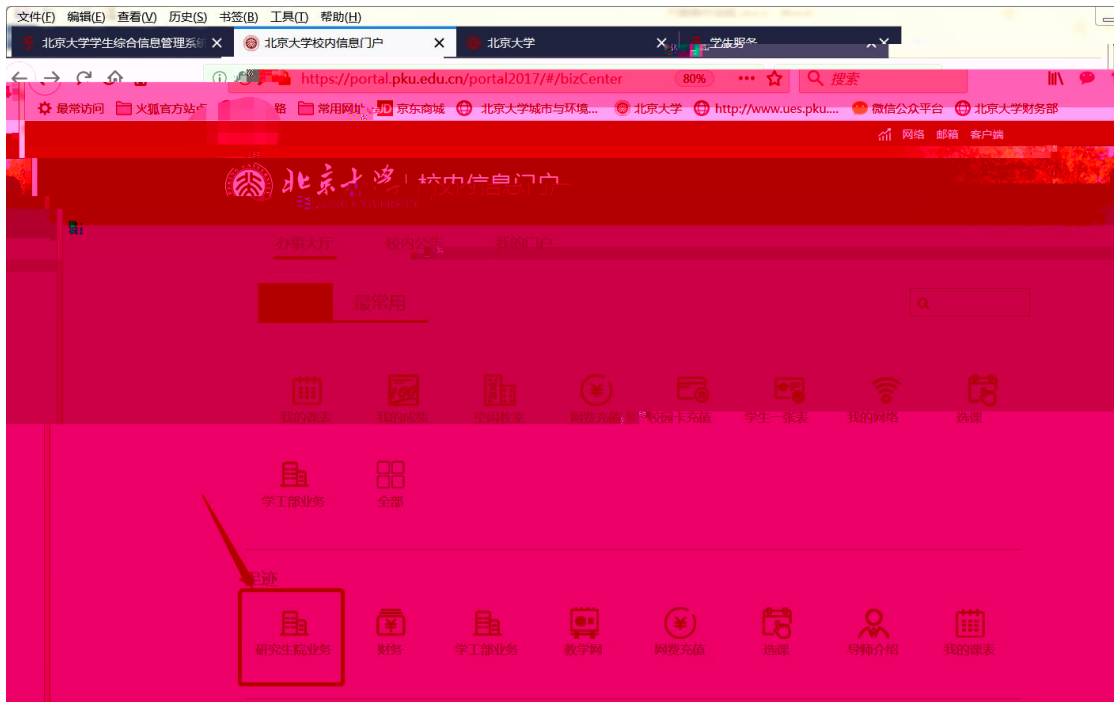 文件(F) 编辑(E) 查看(V) 历史(S) 书签(B) 工具(T) 帮助(H)
北京大学学生综合信息管理系统 北京大学校内信息门户 北京大学
https://portal.pku.edu.cn/portal2017/#/bizCenter 80% 搜索
最常访问 火狐官方站点 常用网址 JD 京东商城 北京大学城市与环境... 北京大学 http://www.ues.pku.... 微信公众平台 北京大学财务部
网络 邮箱 客户端
北京大学 校内信息门户
办事大厅 校内公告 我的门户
最常用
我的课表 我的成绩 网费充值 校园卡充值 学生一张表 我的网络 选课
学工部业务 全部
足迹
研究生院业务 财务 学工部业务 教学网 网费充值 选课 导师介绍 我的课表